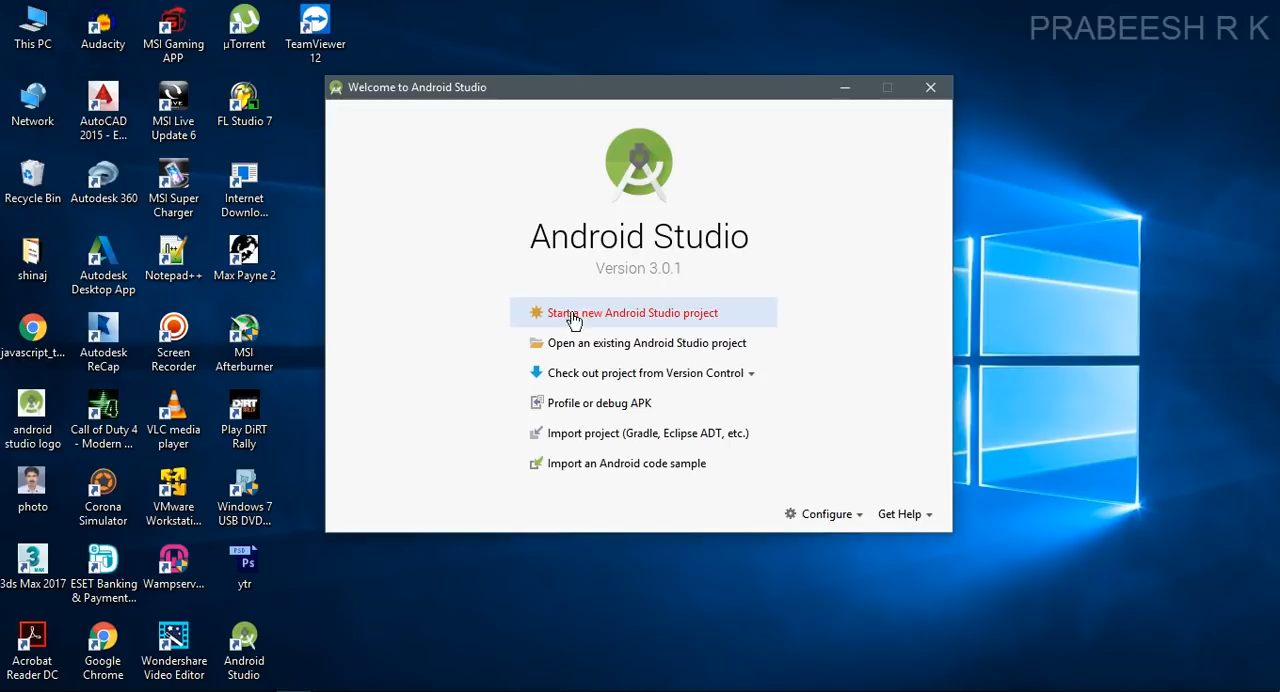 PRABEESH R K
This PC
Audacity
MSI Gaming
APP
µTorrent
TeamViewer
12
Network
AutoCAD
2015 - E...
MSI Live
Update 6
FL Studio 7
Recycle Bin
Autodesk 360
MSI Super
Charger
Internet
Downlo...
shinaj
Autodesk
Desktop App
Notepad++
Max Payne 2
javascript_t...
Autodesk
ReCap
Screen
Recorder
MSI
Afterburner
android
studio logo
Call of Duty 4
- Modern ...
VLC media
player
Play DiRT
Rally
photo
Corona
Simulator
VMware
Workstati...
Windows 7
USB DVD...
3ds Max 2017
ESET Banking
& Paymen​t...
Wampserv...
ytr
Acrobat
Reader DC
Google
Chrome
Wondershare
Video Editor
Android
Studio
Welcome to Android Studio
Android Studio
Version 3.0.1
Start a new Android Studio project
Open an existing Android Studio project
Check out project from Version Control
Profile or debug APK
Import project (Gradle, Eclipse ADT, etc.)
Import an Android code sample
Configure
Get Help